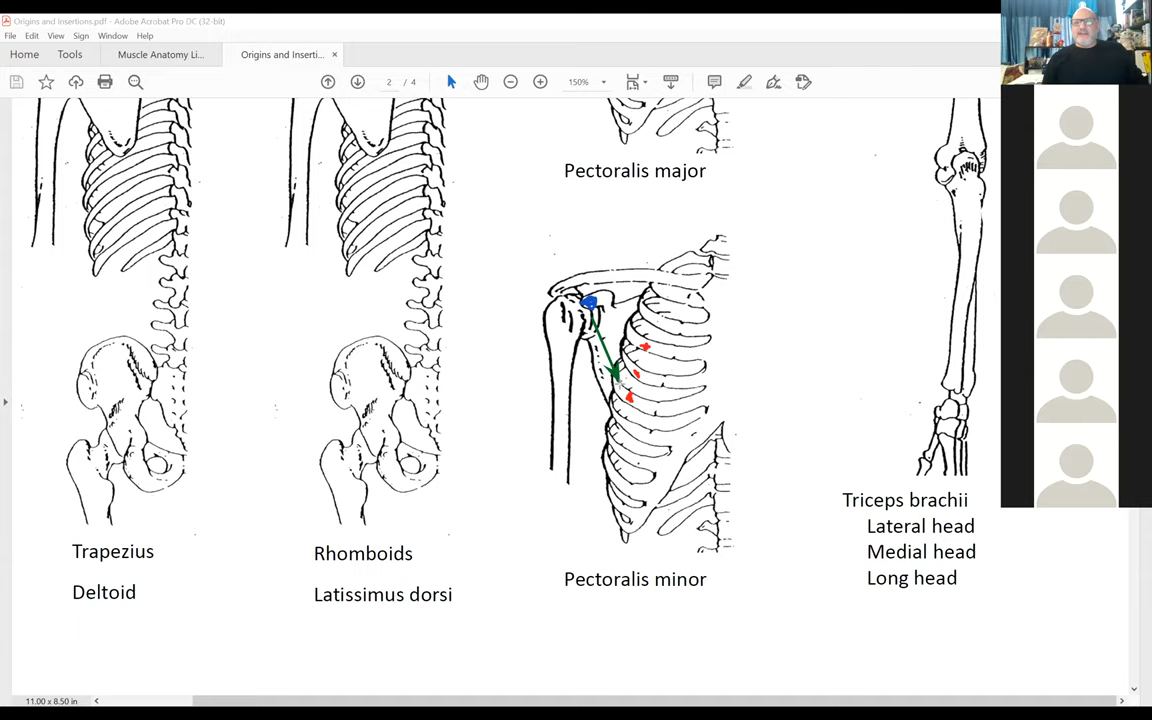 Origins and Insertions.pdf - Adobe Acrobat Pro DC (32-bit)
File Edit View Sign Window Help
Home Tools Muscle Anatomy Li... Origins and Inserti... ×
2 / 4 150%
Pectoralis major
Triceps brachii
Lateral head
Medial head
Long head
Trapezius
Rhomboids
Pectoralis minor
Deltoid
Latissimus dorsi
11.00 x 8.50 in